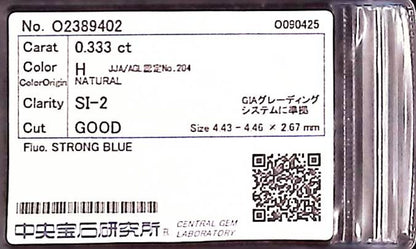 No. O2389402 O090425
Carat 0.333 ct
Color H JJA/AGL認定No.204
ColorOrigin NATURAL
Clarity SI-2 GIAグレーディング
システムに準拠
Cut GOOD Size 4.43 - 4.46 × 2.67 mm
Fluo. STRONG BLUE
中央宝石研究所 CENTRAL GEM
LABORATORY